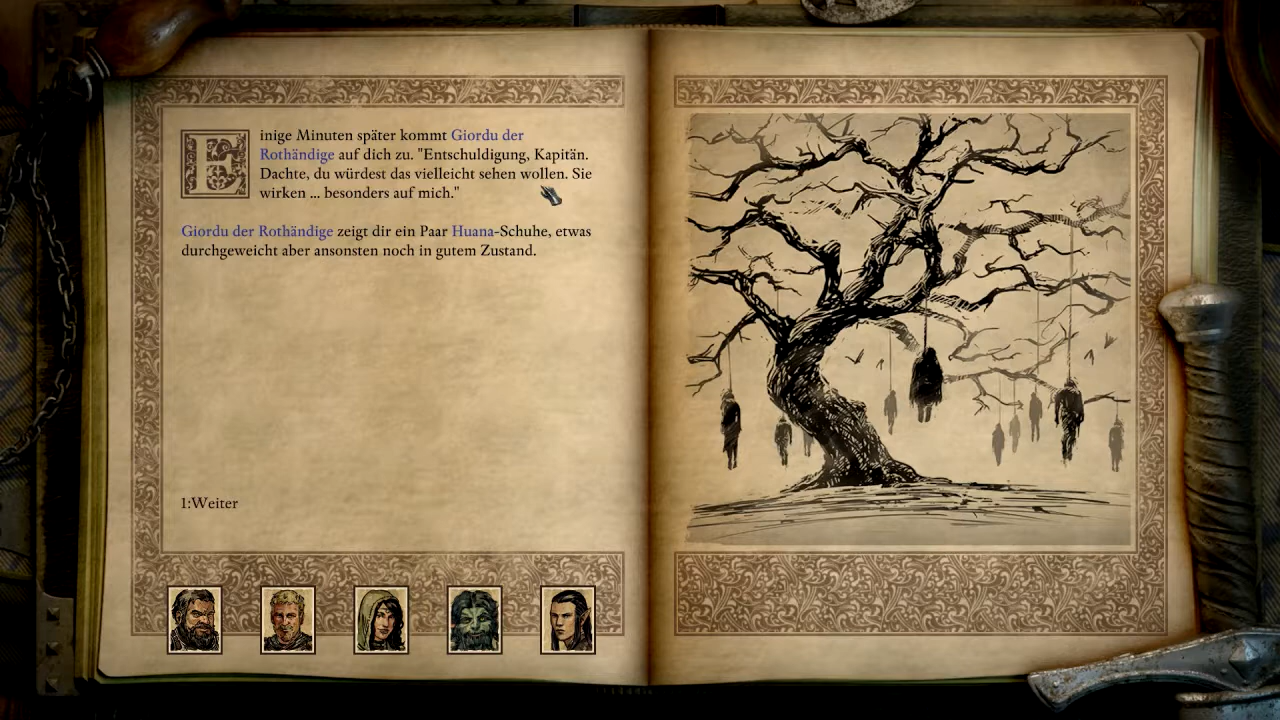 Einige Minuten später kommt Giordu der
Rothändige auf dich zu. "Entschuldigung, Kapitän.
Dachte, du würdest das vielleicht sehen wollen. Sie
wirken ... besonders auf mich."
Giordu der Rothändige zeigt dir ein Paar Huana-Schuhe, etwas
durchgeweicht aber ansonsten noch in gutem Zustand.
1:Weiter